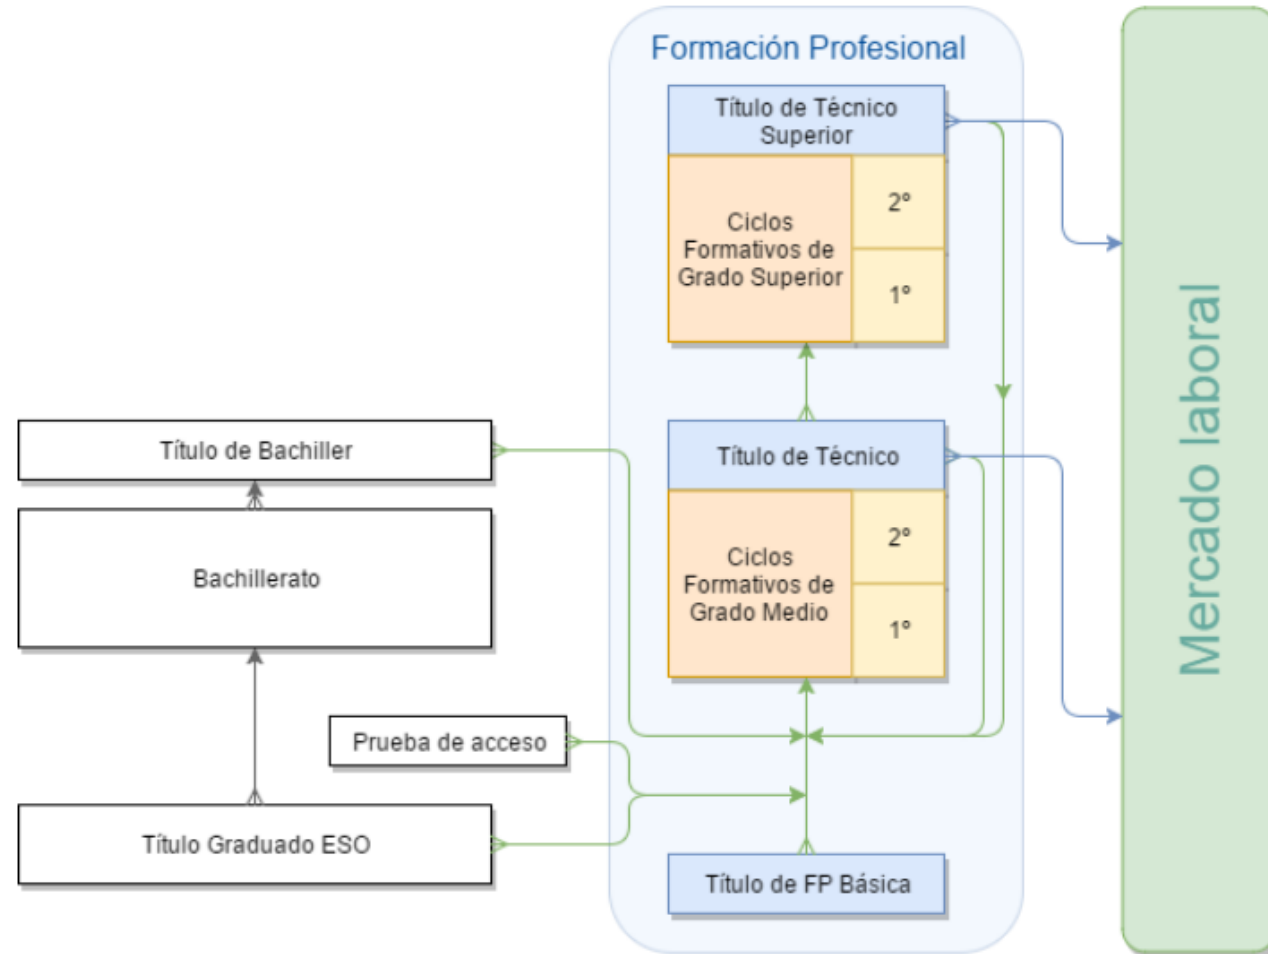 Formación Profesional
Título de Técnico
Superior
Ciclos
Formativos de
Grado Superior
2º
1º
Título de Bachiller
Título de Técnico
Bachillerato
Ciclos
Formativos de
Grado Medio
2º
1º
Prueba de acceso
Título Graduado ESO
Título de FP Básica
Mercado laboral